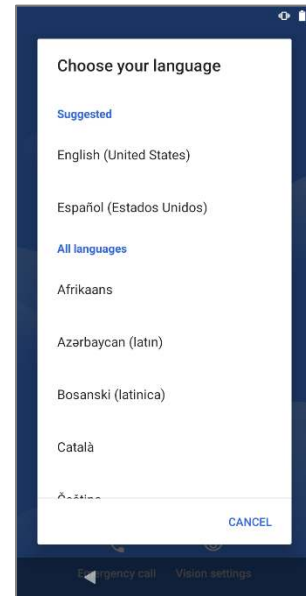 Choose your language
Suggested
English (United States)
Español (Estados Unidos)
All languages
Afrikaans
Azərbaycan (latın)
Bosanski (latinica)
Català
Čeština
CANCEL
Emergency call
Vision settings